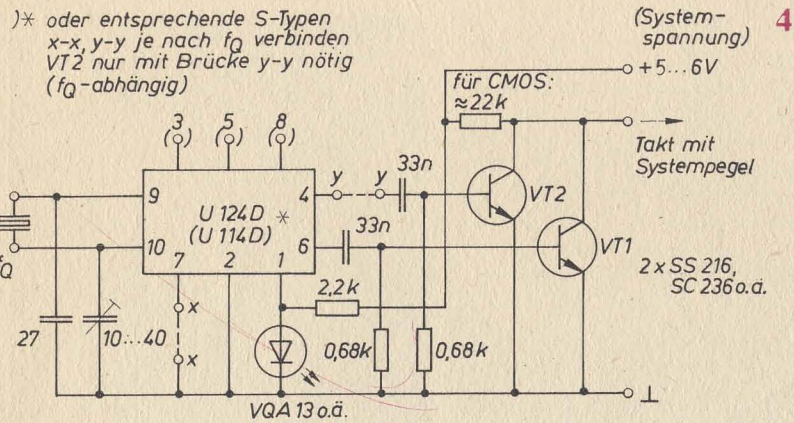 )* oder entsprechende S-Typen
x-x, y-y je nach fQ verbinden
VT2 nur mit Brücke y-y nötig
(fQ-abhängig)
(System-
spannung)
4
+5...6V
für CMOS:
≈22k
Takt mit
Systempegel
3
5
8
( )
( )
( )
9
10
U 124D *
(U 114D)
4
6
7
2
1
y
y
33n
33n
VT2
VT1
2 x SS 216,
SC 236 o.ä.
fQ
27
10...40
x
x
2,2k
0,68k
0,68k
⊥
VQA 13 o.ä.